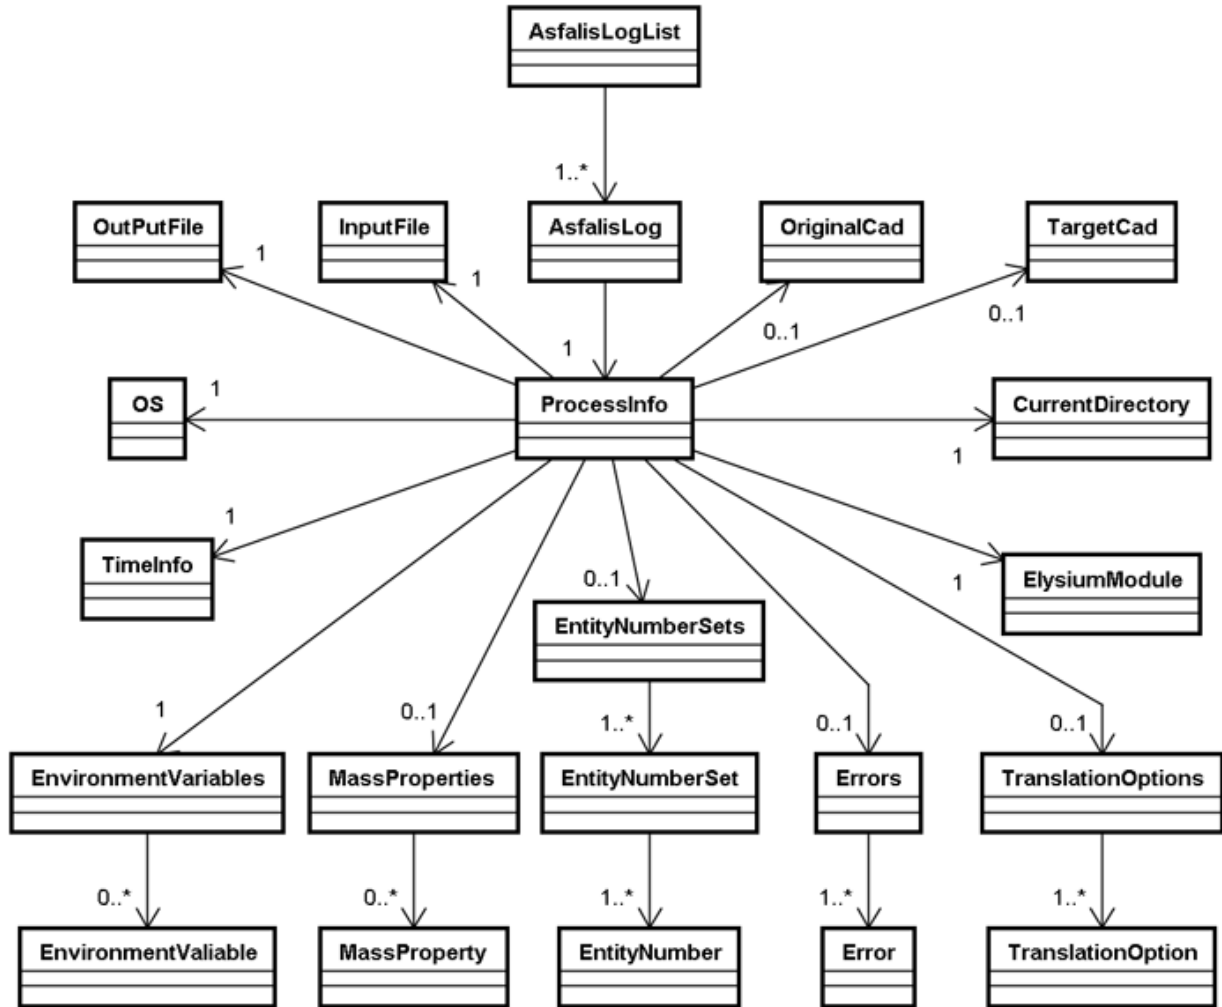 AsfalisLogList
1..*
OutPutFile
InputFile
AsfalisLog
OriginalCad
TargetCad
1
1
1
0..1
0..1
OS
1
ProcessInfo
CurrentDirectory
1
TimeInfo
1
0..1
1
ElysiumModule
EntityNumberSets
1
0..1
1..*
0..1
0..1
EnvironmentVariables
MassProperties
EntityNumberSet
Errors
TranslationOptions
0..*
0..*
1..*
1..*
1..*
EnvironmentValiable
MassProperty
EntityNumber
Error
TranslationOption